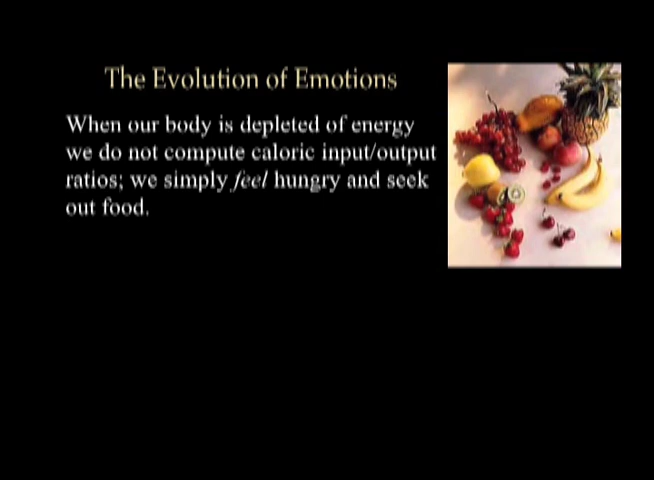 The Evolution of Emotions
When our body is depleted of energy
we do not compute caloric input/output
ratios; we simply feel hungry and seek
out food.